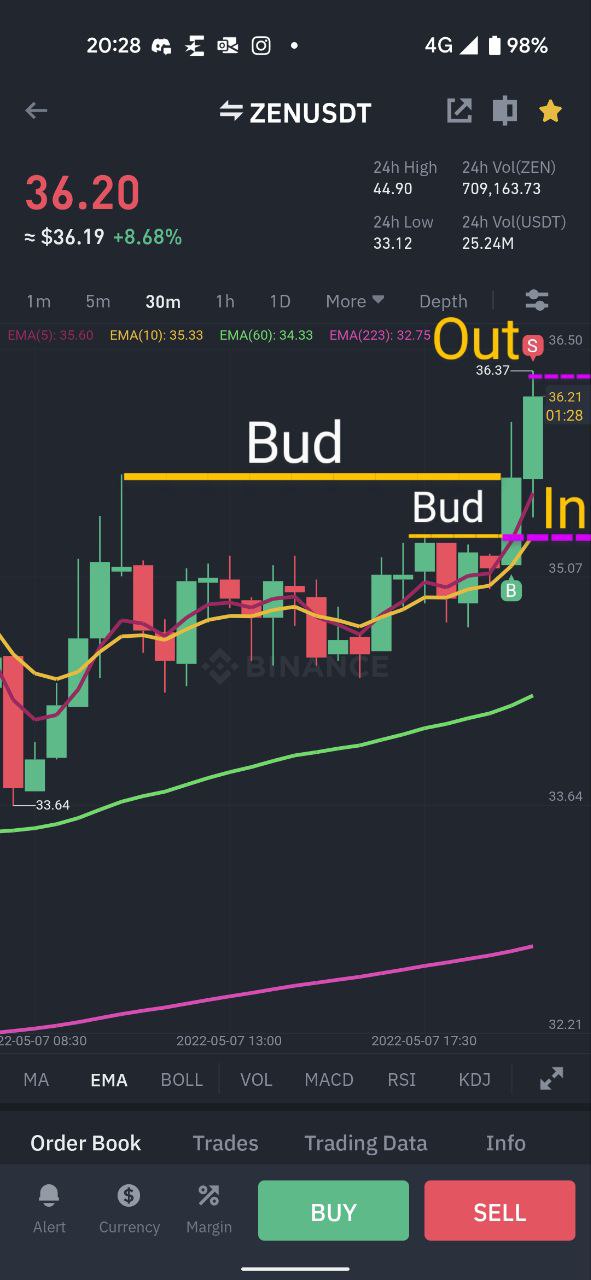 20:28 4G 98%
ZENUSDT
36.20
≈ $36.19 +8.68%
24h High 24h Vol(ZEN)
44.90 709,163.73
24h Low 24h Vol(USDT)
33.12 25.24M
1m 5m 30m 1h 1D More Depth
EMA(5): 35.60 EMA(10): 35.33 EMA(60): 34.33 EMA(223): 32.75
Out S 36.50
36.37
36.21
01:28
Bud
Bud In
35.07
B
BINANCE
33.64 33.64
32.21
22-05-07 08:30 2022-05-07 13:00 2022-05-07 17:30
MA EMA BOLL VOL MACD RSI KDJ
Order Book Trades Trading Data Info
Alert Currency Margin BUY SELL